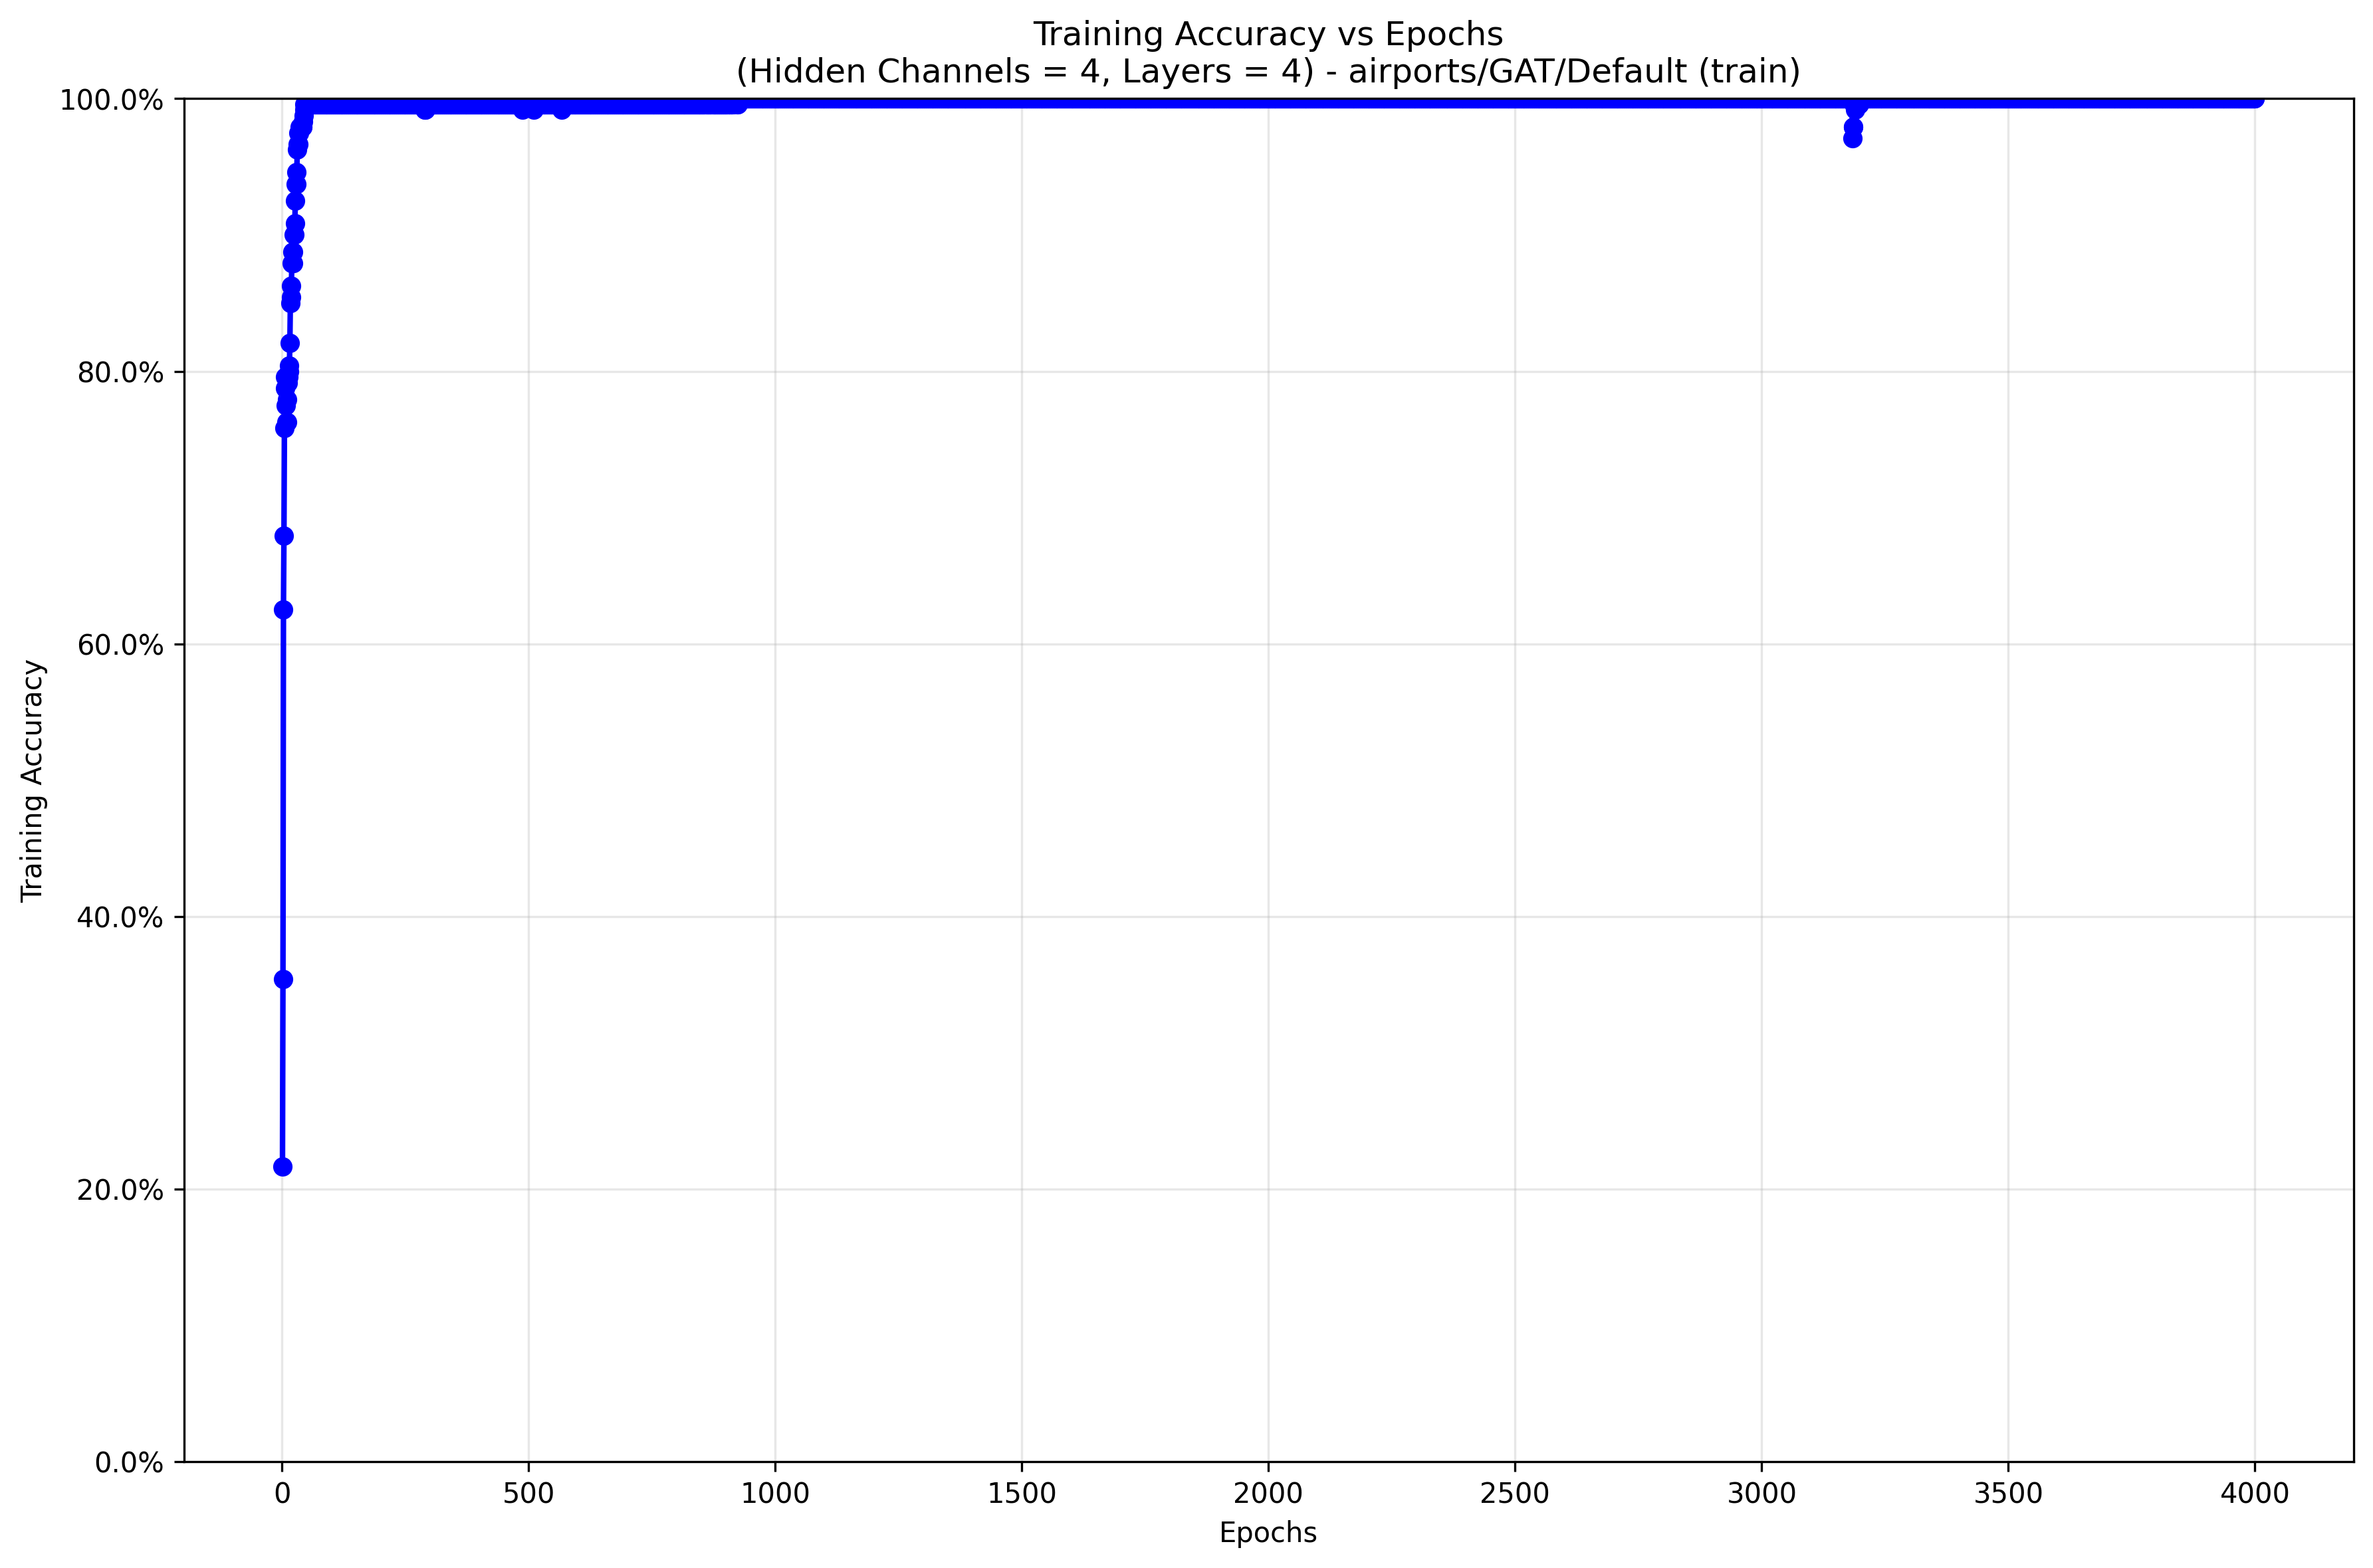 Training Accuracy vs Epochs
(Hidden Channels = 4, Layers = 4) - airports/GAT/Default (train)
100.0%
80.0%
60.0%
40.0%
20.0%
0.0%
Training Accuracy
0 500 1000 1500 2000 2500 3000 3500 4000
Epochs